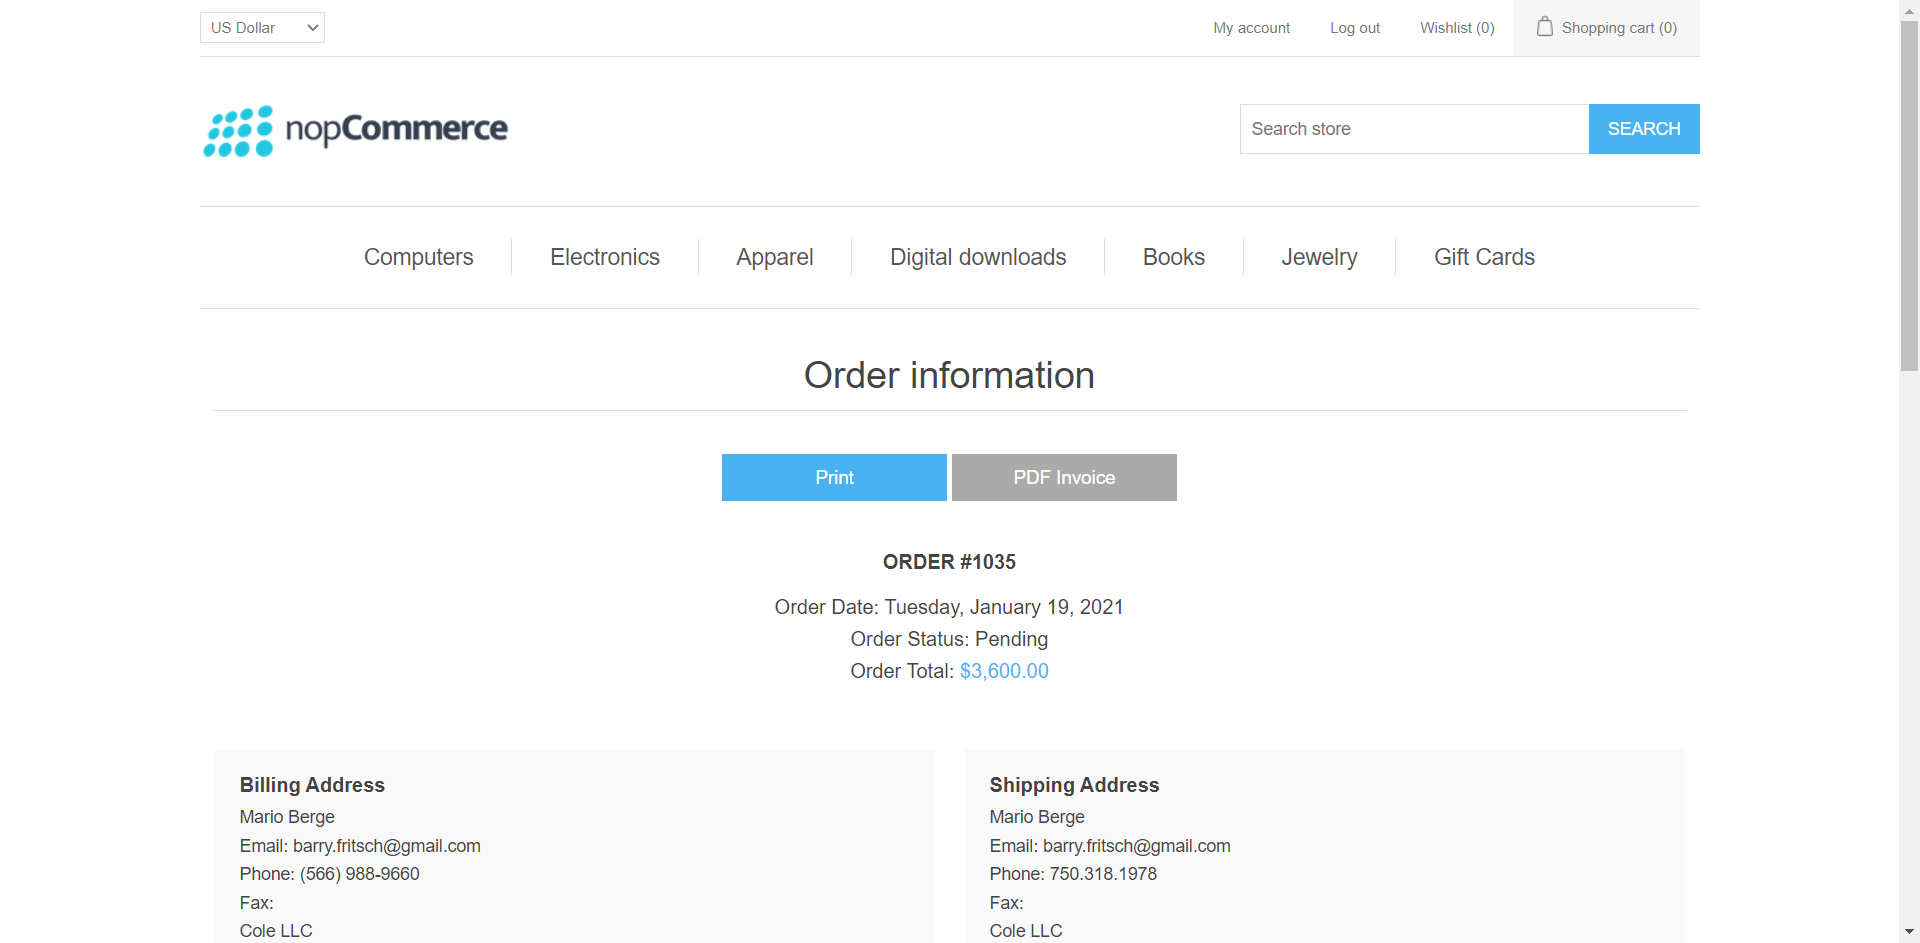 US Dollar
My account
Log out
Wishlist (0)
Shopping cart (0)
nopCommerce
Search store
SEARCH
Computers
Electronics
Apparel
Digital downloads
Books
Jewelry
Gift Cards
Order information
Print
PDF Invoice
ORDER #1035
Order Date: Tuesday, January 19, 2021
Order Status: Pending
Order Total: $3,600.00
Billing Address
Mario Berge
Email: barry.fritsch@gmail.com
Phone: (566) 988-9660
Fax:
Cole LLC
Shipping Address
Mario Berge
Email: barry.fritsch@gmail.com
Phone: 750.318.1978
Fax:
Cole LLC